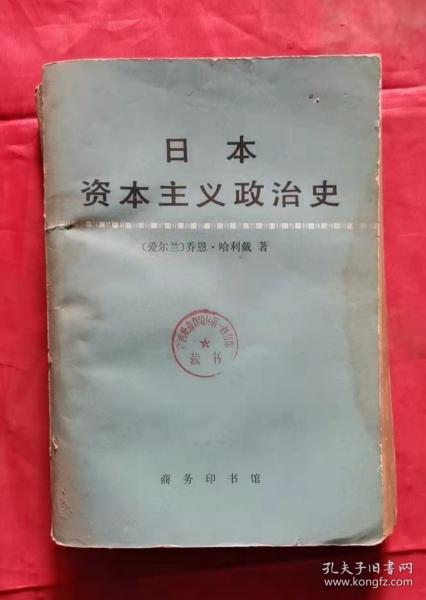 日本
资本主义政治史
〔爱尔兰〕乔恩·哈利戴 著
藏书
商务印书馆
孔夫子旧书网
www.kongfz.com